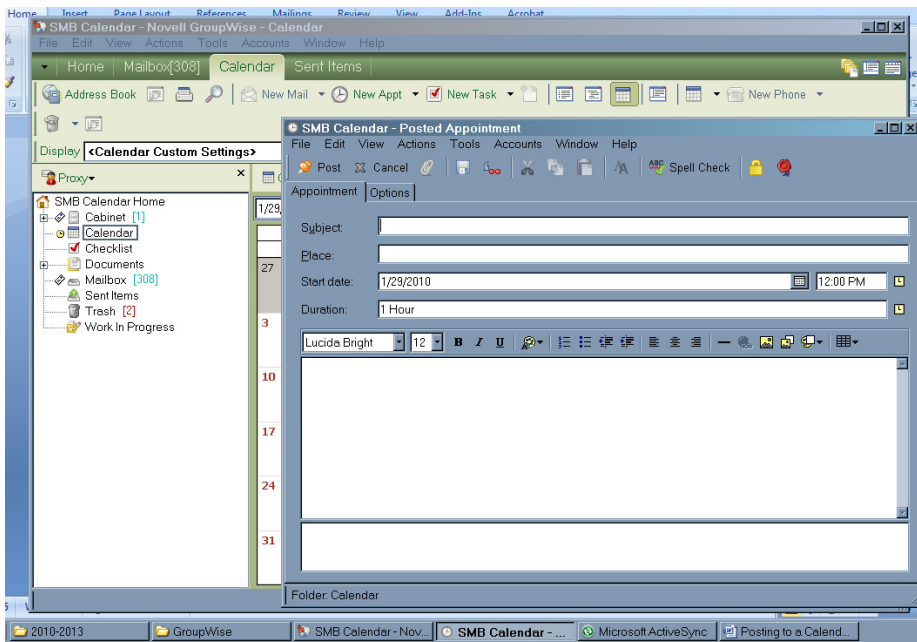 Home Insert Page Layout References Mailings Review View Add-Ins Acrobat
SMB Calendar - Novell GroupWise - Calendar
File Edit View Actions Tools Accounts Window Help
Home Mailbox[308] Calendar Sent Items
Address Book New Mail New Appt New Task New Phone
Display <Calendar Custom Settings>
Proxy
SMB Calendar Home
Cabinet [1]
Calendar
Checklist
Documents
Mailbox [308]
Sent Items
Trash [2]
Work In Progress
1/29,
27
3
10
17
24
31
SMB Calendar - Posted Appointment
File Edit View Actions Tools Accounts Window Help
Post Cancel ABC Spell Check
Appointment Options
Subject:
Place:
Start date: 1/29/2010 12:00 PM
Duration: 1 Hour
Lucida Bright 12 B I U
Folder: Calendar
2010-2013 GroupWise SMB Calendar - Nov... SMB Calendar - ... Microsoft ActiveSync Posting to a Calend...